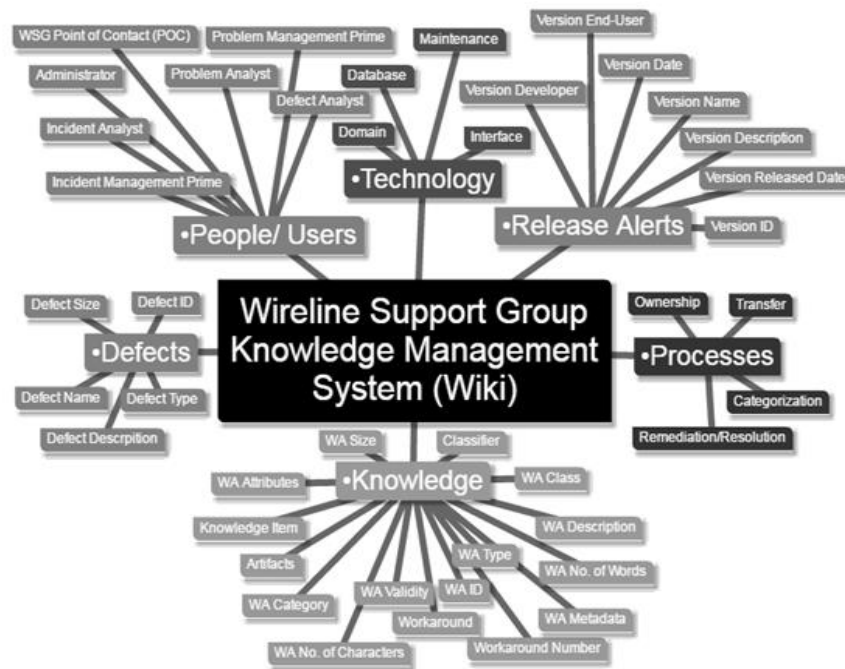 Version End-User
WSG Point of Contact (POC)
Problem Management Prime
Maintenance
Administrator
Problem Analyst
Database
Version Date
Version Developer
Defect Analyst
Version Name
Incident Analyst
Domain
Interface
Version Description
Incident Management Prime
•Technology
Version Released Date
•People/ Users
•Release Alerts
Version ID
Wireline Support Group
Knowledge Management
System (Wiki)
Defect Size
Defect ID
Ownership
Transfer
•Defects
•Processes
Defect Name
Defect Type
Categorization
Defect Descrpition
Remediation/Resolution
WA Size
Classifier
WA Attributes
•Knowledge
WA Class
Knowledge Item
WA Description
Artifacts
WA Type
WA No. of Words
WA Category
WA Validity
WA ID
WA Metadata
Workaround
WA No. of Characters
Workaround Number